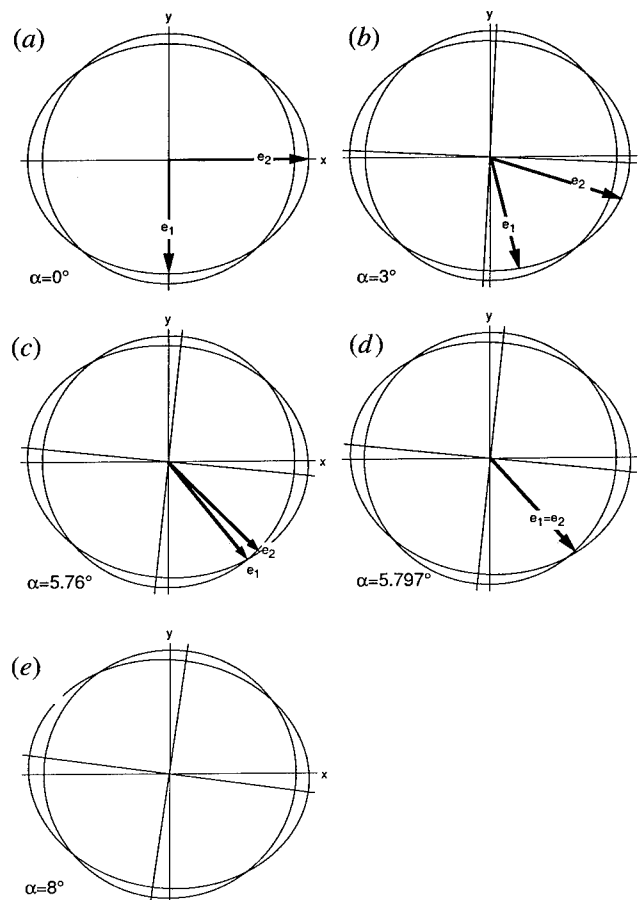 (a)
y
x
e2
e1
α=0°
(b)
y
e2
e1
α=3°
(c)
y
x
e2
e1
α=5.76°
(d)
y
e1=e2
α=5.797°
(e)
y
x
α=8°